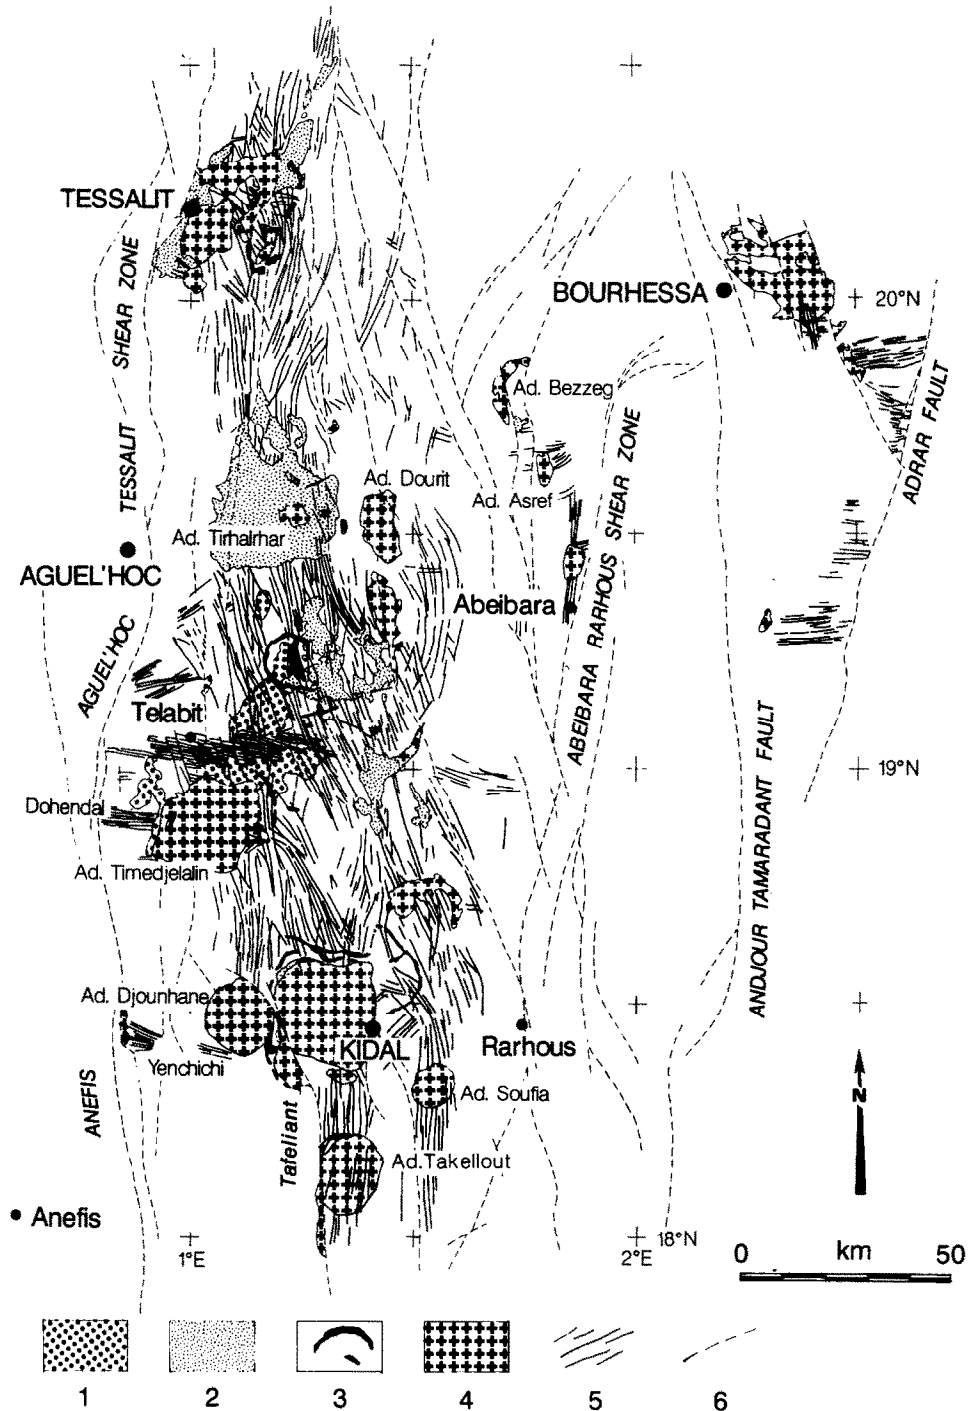 TESSALIT
TESSALIT SHEAR ZONE
BOURHESSA
20°N
Ad. Bezzeg
ADRAR FAULT
Ad. Dourit
Ad. Asref
Ad. Tirhalrhar
ABEIBARA RARHOUS SHEAR ZONE
AGUEL'HOC
Abeibara
AGUEL'HOC
Telabit
ANDJOUR TAMARADANT FAULT
19°N
Dohendal
Ad. Timedjelalin
Ad. Djounhane
Yenchichi
KIDAL
Rarhous
ANEFIS
Ad. Soufia
N
Tafeliant
Ad. Takellout
Anefis
1°E
2°E
18°N
0 km 50
1 2 3 4 5 6